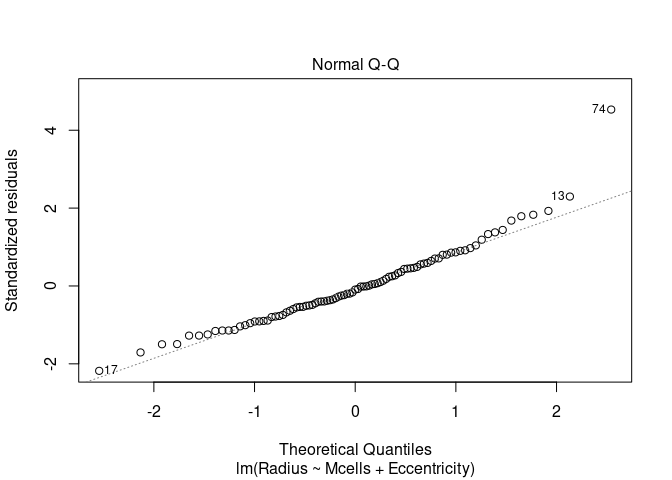 Normal Q-Q
Standardized residuals
4
2
0
-2
74
13
17
-2 -1 0 1 2
Theoretical Quantiles
lm(Radius ~ Mcells + Eccentricity)